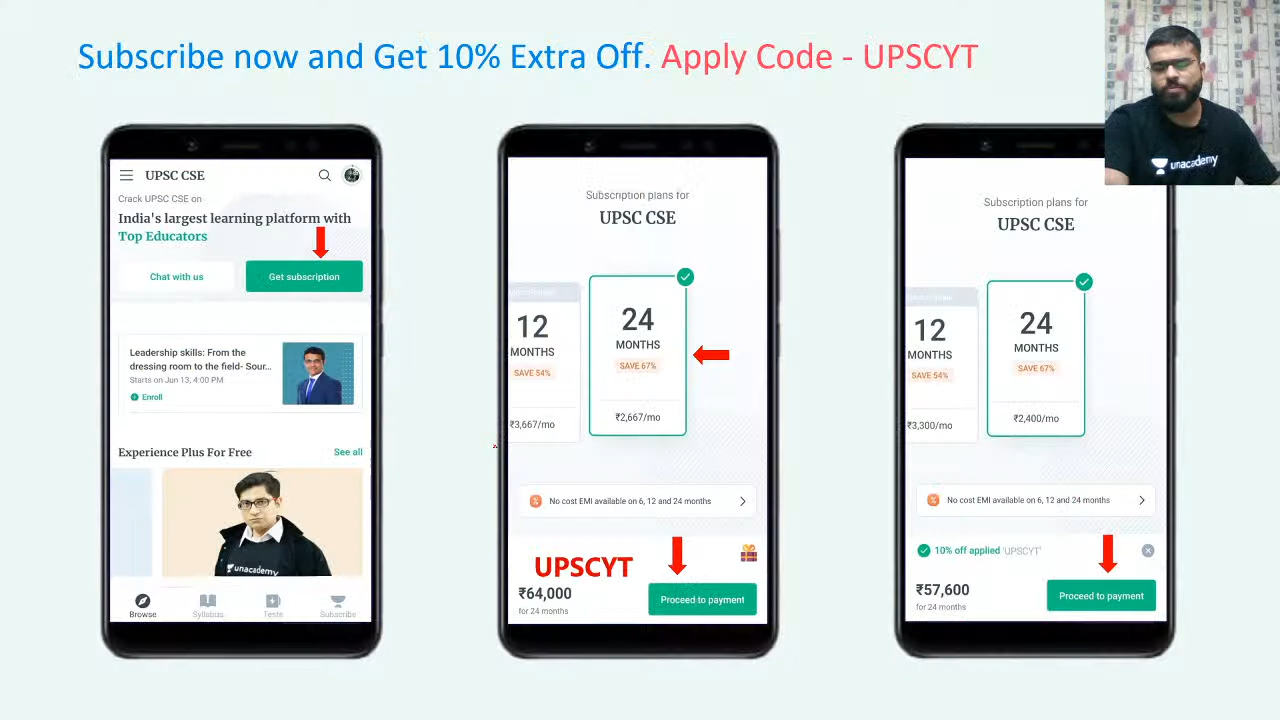 Subscribe now and Get 10% Extra Off. Apply Code - UPSCYT
unacademy
UPSC CSE
Crack UPSC CSE on
India's largest learning platform with
Top Educators
Chat with us
Get subscription
Leadership skills: From the
dressing room to the field- Sour...
Starts on Jun 13, 4:00 PM
Enroll
Experience Plus For Free
See all
unacademy
Browse
Syllabus
Tests
Subscribe
Subscription plans for
UPSC CSE
12
MONTHS
SAVE 54%
₹3,667/mo
24
MONTHS
SAVE 67%
₹2,667/mo
No cost EMI available on 6, 12 and 24 months
UPSCYT
₹64,000
for 24 months
Proceed to payment
Subscription plans for
UPSC CSE
12
MONTHS
SAVE 54%
₹3,300/mo
24
MONTHS
SAVE 67%
₹2,400/mo
No cost EMI available on 6, 12 and 24 months
10% off applied 'UPSCYT'
₹57,600
for 24 months
Proceed to payment